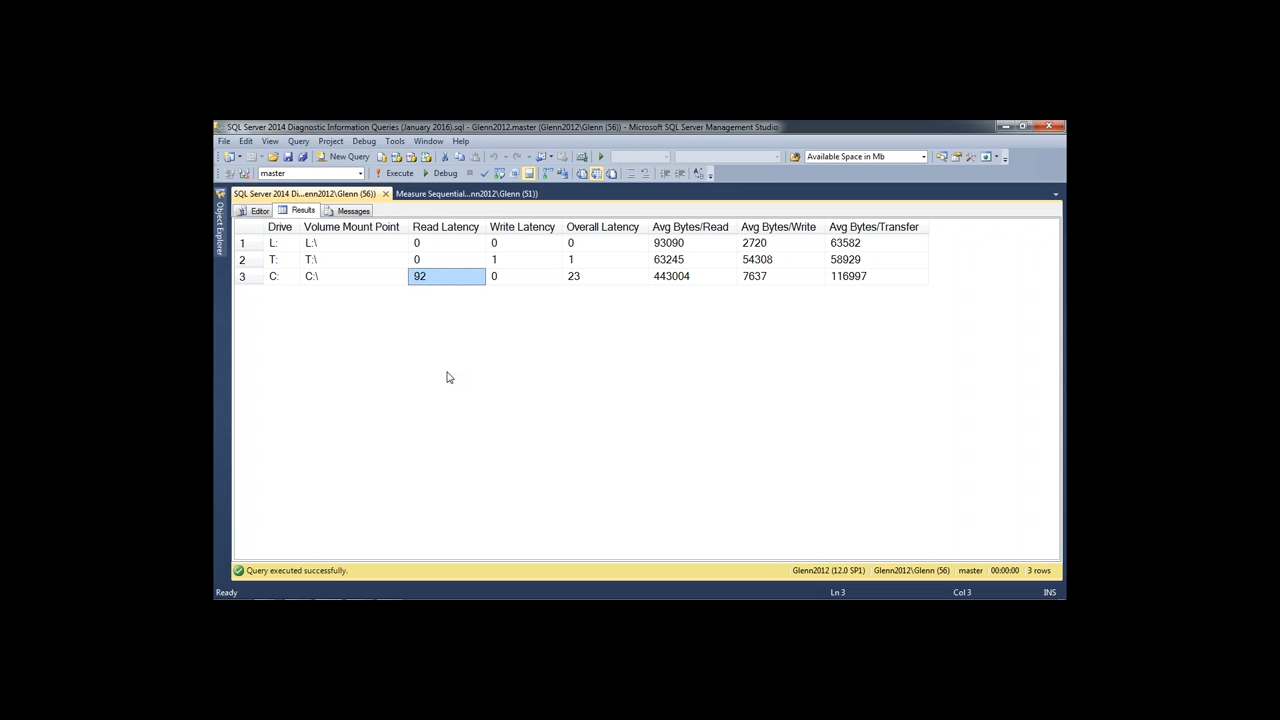 SQL Server 2014 Diagnostic Information Queries (January 2016).sql - Glenn2012.master (Glenn2012\Glenn (56)) - Microsoft SQL Server Management Studio
File Edit View Query Project Debug Tools Window Help
New Query Available Space in Mb
master Execute Debug
SQL Server 2014 Di...enn2012\Glenn (56)) Measure Sequential...nn2012\Glenn (51))
Object Explorer
Editor Results Messages
Drive Volume Mount Point Read Latency Write Latency Overall Latency Avg Bytes/Read Avg Bytes/Write Avg Bytes/Transfer
1 L: L:\ 0 0 0 93090 2720 63582
2 T: T:\ 0 1 1 63245 54308 58929
3 C: C:\ 92 0 23 443004 7637 116997
Query executed successfully. Glenn2012 (12.0 SP1) Glenn2012\Glenn (56) master 00:00:00 3 rows
Ready Ln 3 Col 3 INS